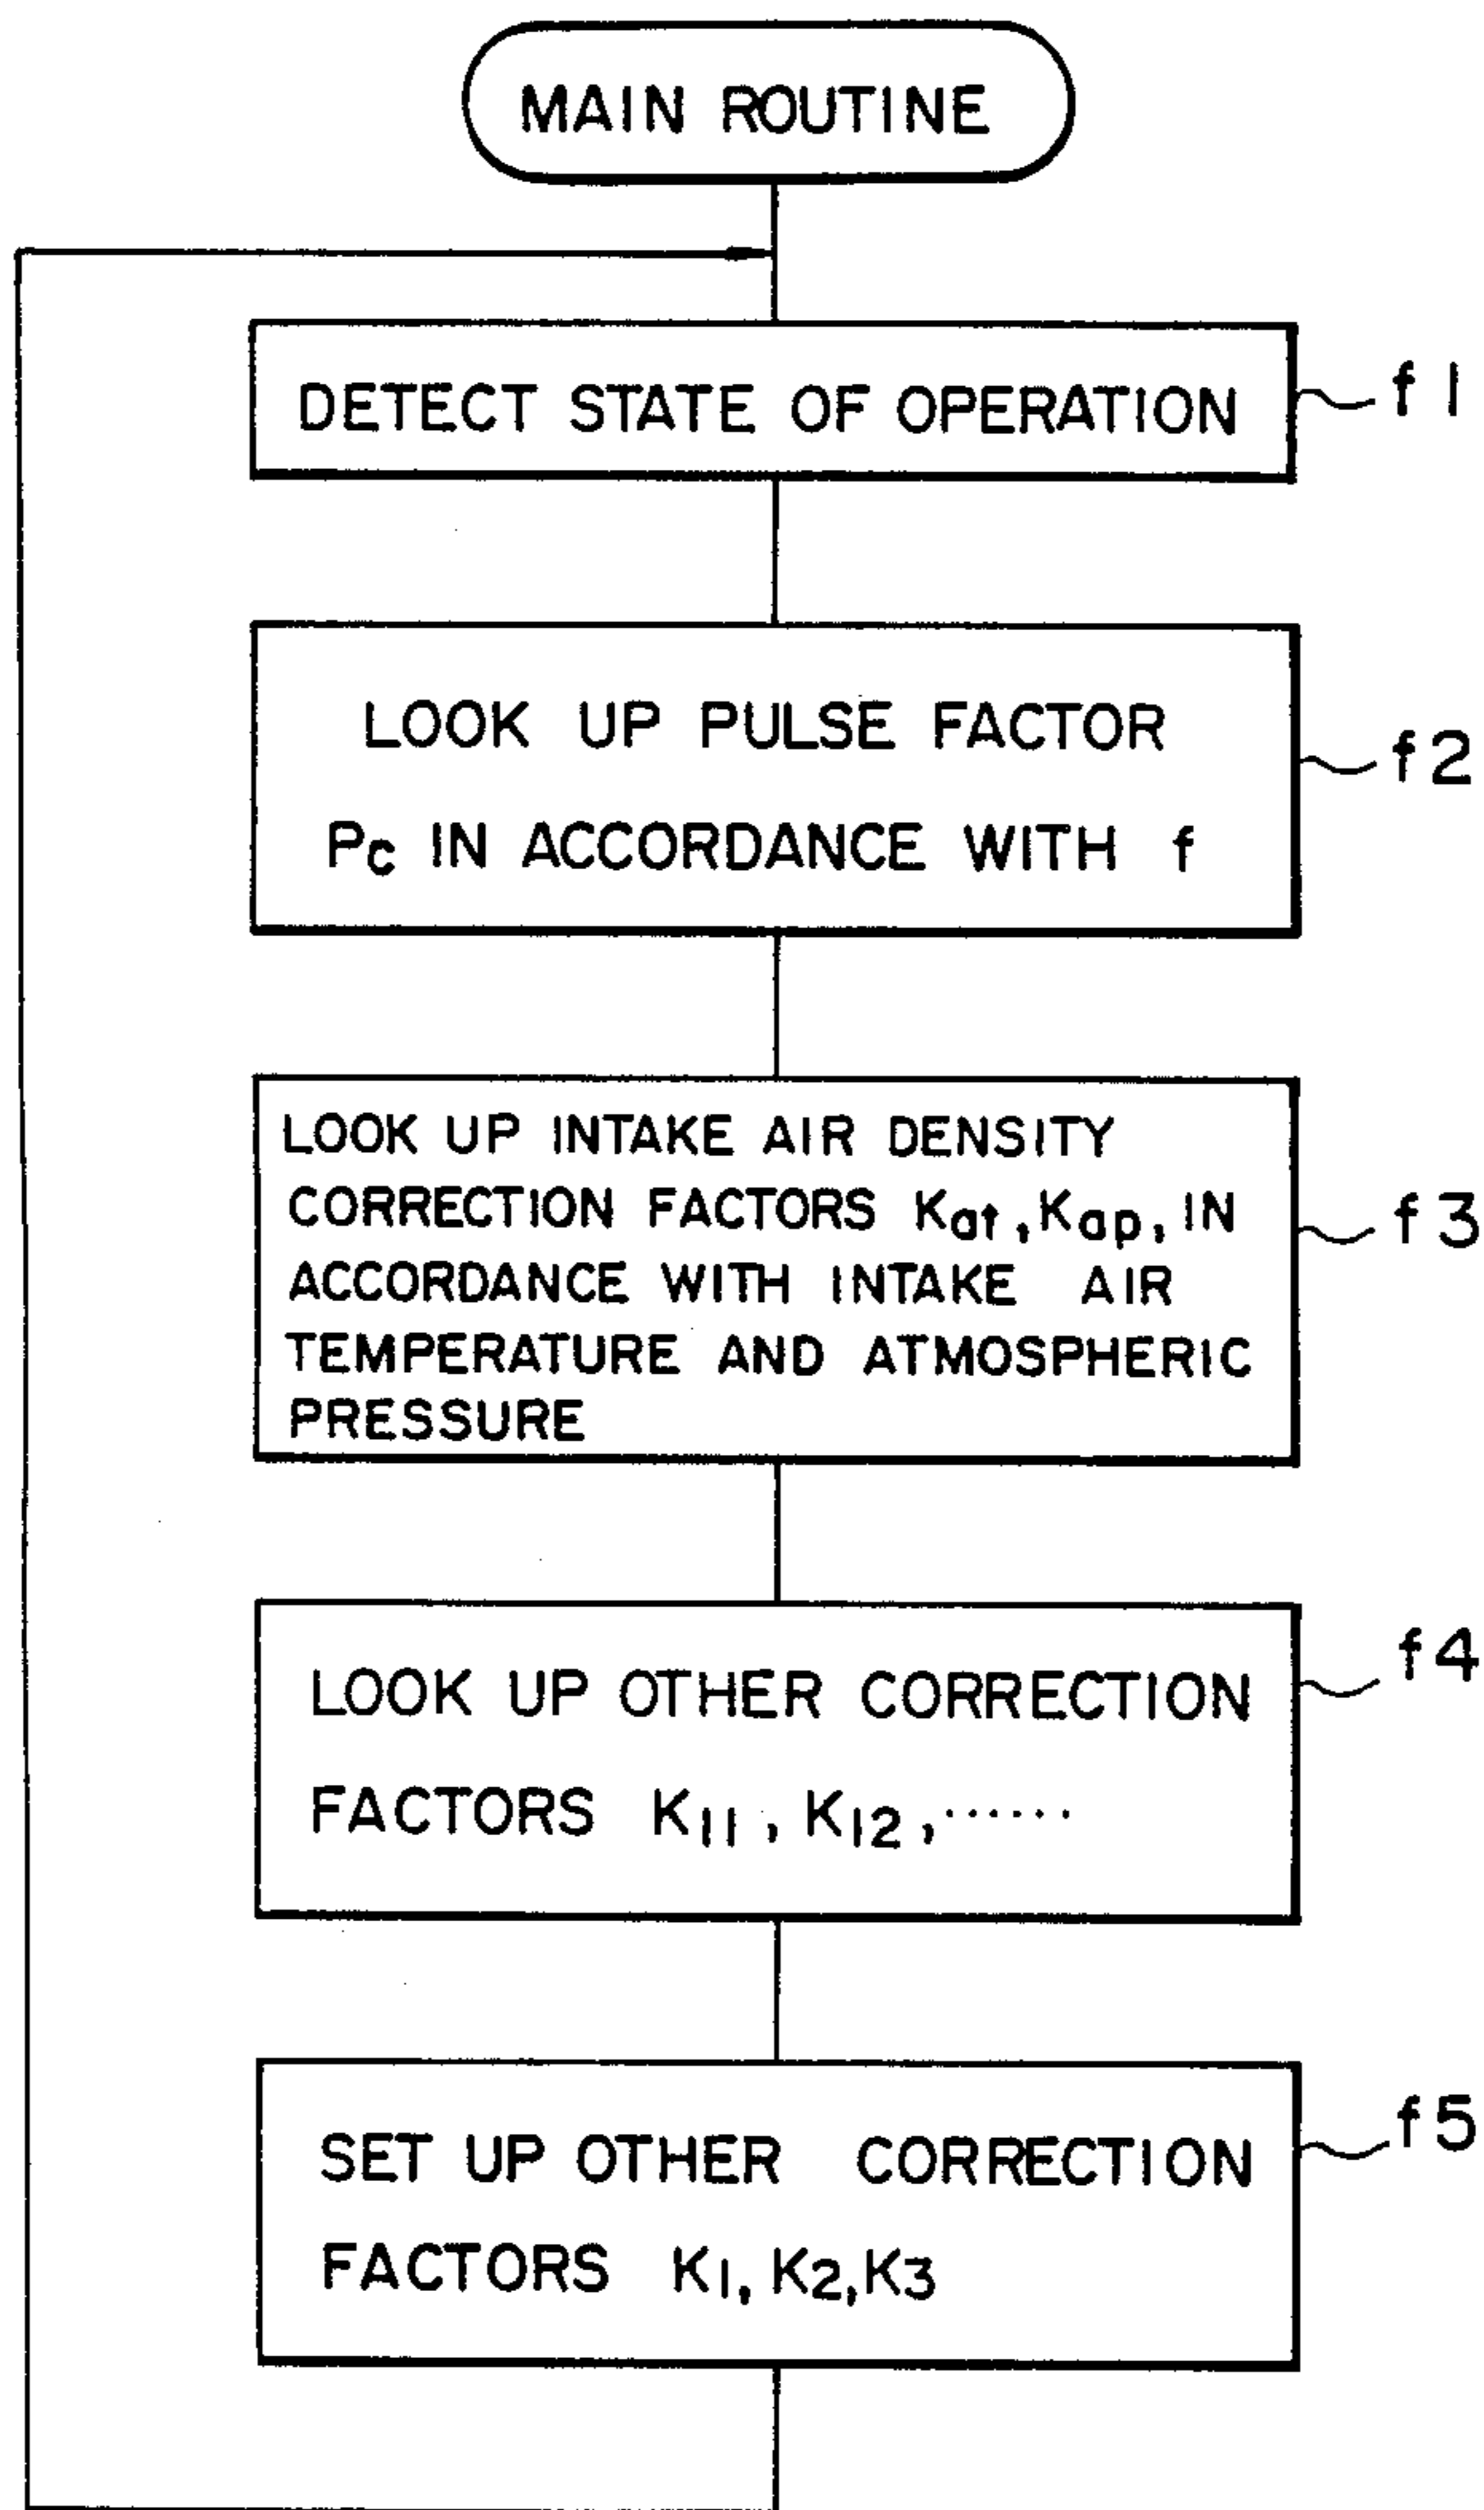 MAIN ROUTINE
DETECT STATE OF OPERATION
f1
LOOK UP PULSE FACTOR
Pc IN ACCORDANCE WITH f
f2
LOOK UP INTAKE AIR DENSITY
CORRECTION FACTORS Kat, Kap, IN
ACCORDANCE WITH INTAKE AIR
TEMPERATURE AND ATMOSPHERIC
PRESSURE
f3
LOOK UP OTHER CORRECTION
FACTORS K11, K12, ······
f4
SET UP OTHER CORRECTION
FACTORS K1, K2, K3
f5